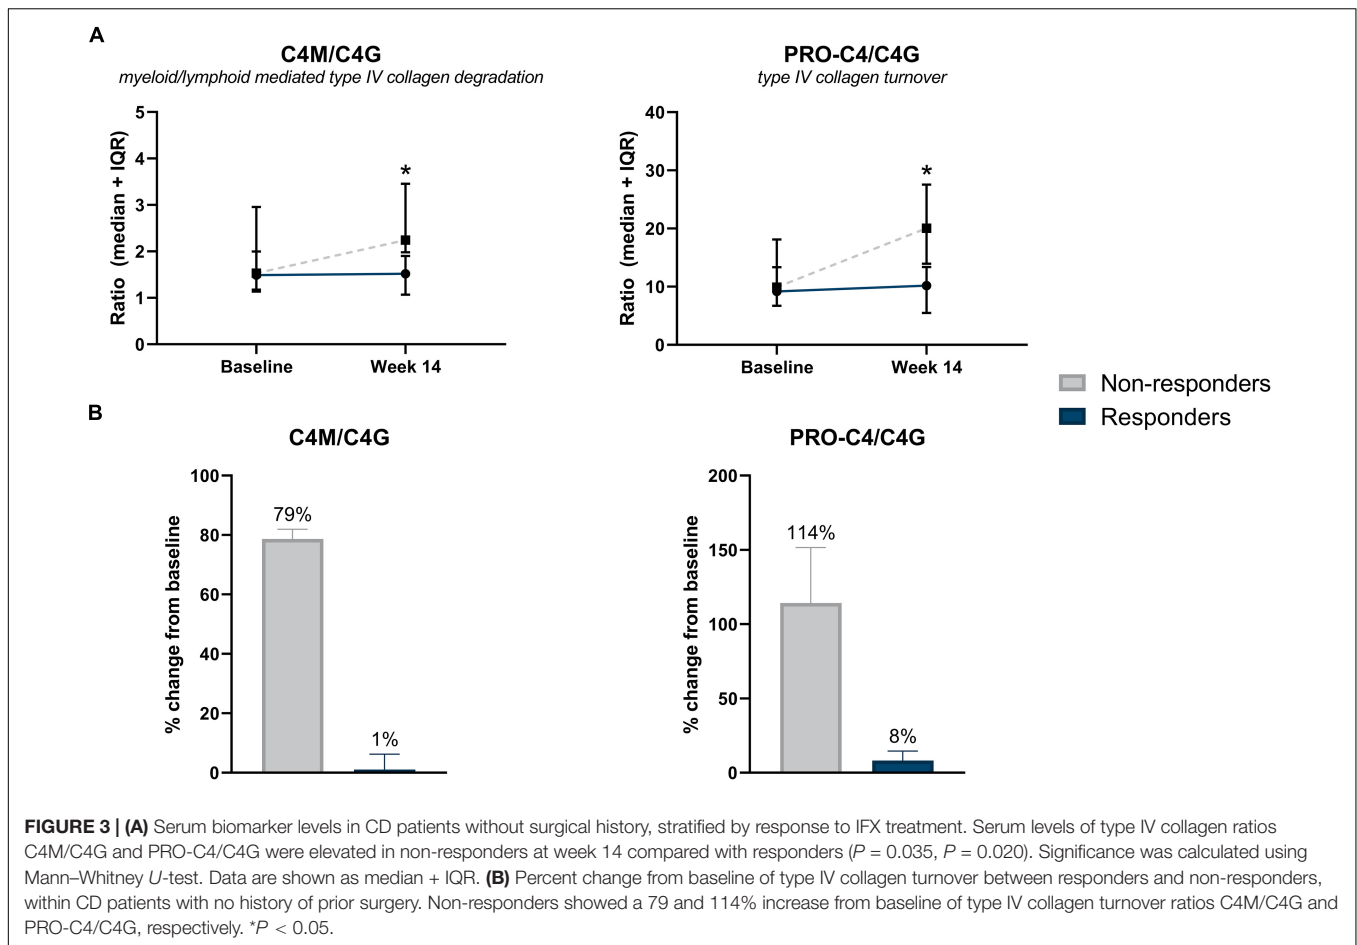 A
C4M/C4G
myeloid/lymphoid mediated type IV collagen degradation
Ratio (median + IQR)
5
4
3
2
1
0
*
Baseline
Week 14
PRO-C4/C4G
type IV collagen turnover
Ratio (median + IQR)
40
30
20
10
0
*
Baseline
Week 14
Non-responders
Responders
B
C4M/C4G
% change from baseline
100
80
60
40
20
0
79%
1%
PRO-C4/C4G
% change from baseline
200
150
100
50
0
114%
8%
FIGURE 3 | (A) Serum biomarker levels in CD patients without surgical history, stratified by response to IFX treatment. Serum levels of type IV collagen ratios
C4M/C4G and PRO-C4/C4G were elevated in non-responders at week 14 compared with responders (P = 0.035, P = 0.020). Significance was calculated using
Mann–Whitney U-test. Data are shown as median + IQR. (B) Percent change from baseline of type IV collagen turnover between responders and non-responders,
within CD patients with no history of prior surgery. Non-responders showed a 79 and 114% increase from baseline of type IV collagen turnover ratios C4M/C4G and
PRO-C4/C4G, respectively. *P < 0.05.